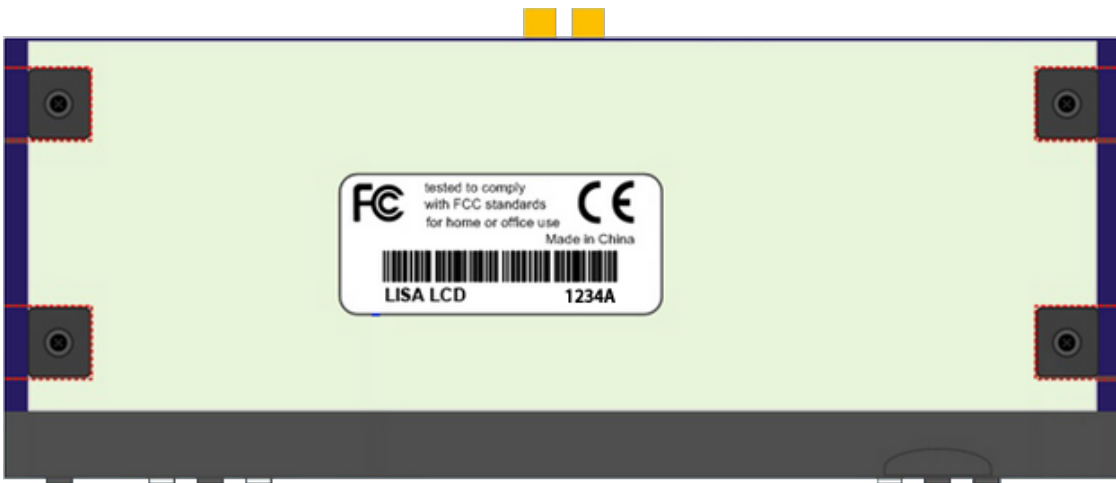 FC
tested to comply
with FCC standards
for home or office use
CE
Made in China
LISA LCD 1234A